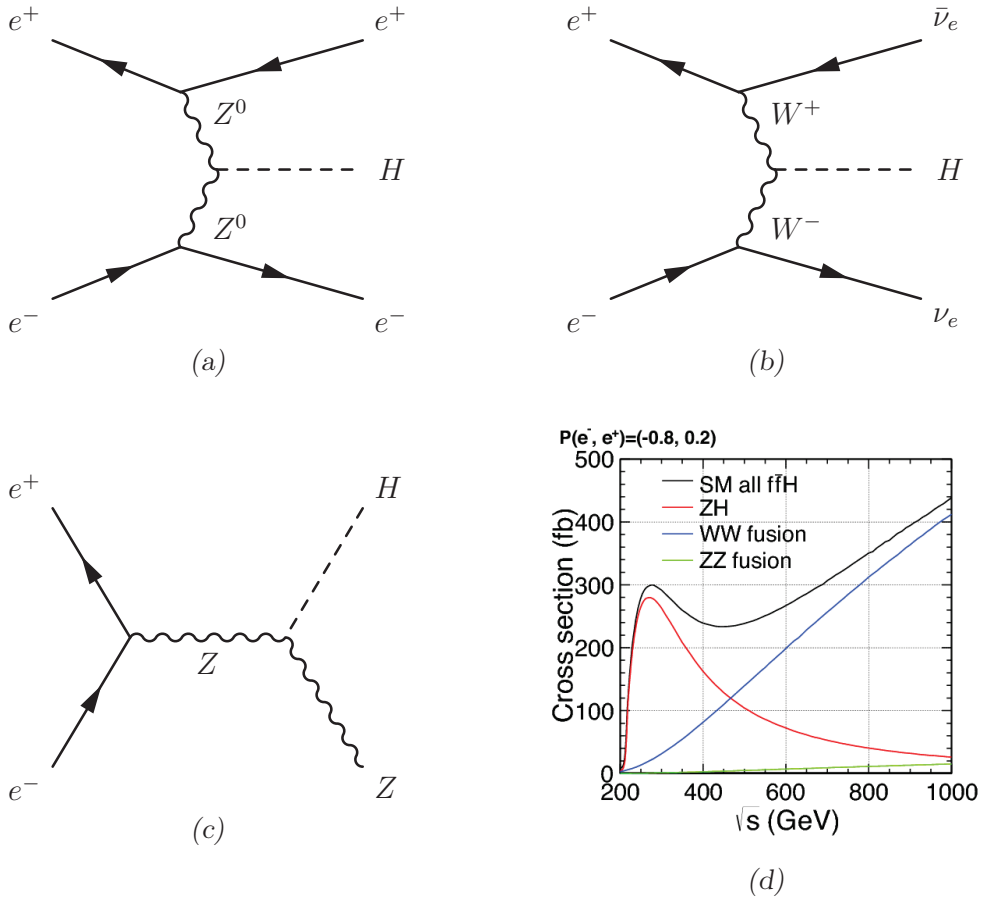 e⁺ e⁺
Z⁰
H
Z⁰
e⁻ e⁻
(a)
e⁺ ν̄ₑ
W⁺
H
W⁻
e⁻ νₑ
(b)
e⁺ H
Z
e⁻ Z
(c)
P(e⁻, e⁺)=(-0.8, 0.2)
Cross section (fb)
500
400
300
200
100
0
SM all ff̄H
ZH
WW fusion
ZZ fusion
200 400 600 800 1000
√s (GeV)
(d)